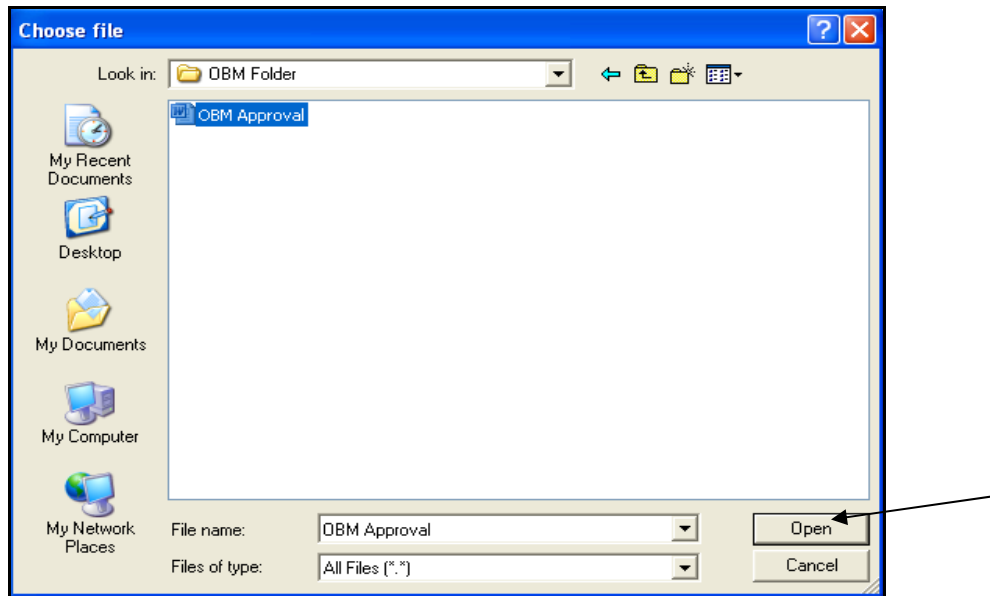 Choose file
Look in:
OBM Folder
OBM Approval
My Recent
Documents
Desktop
My Documents
My Computer
My Network
Places
File name:
OBM Approval
Open
Files of type:
All Files (*.*)
Cancel